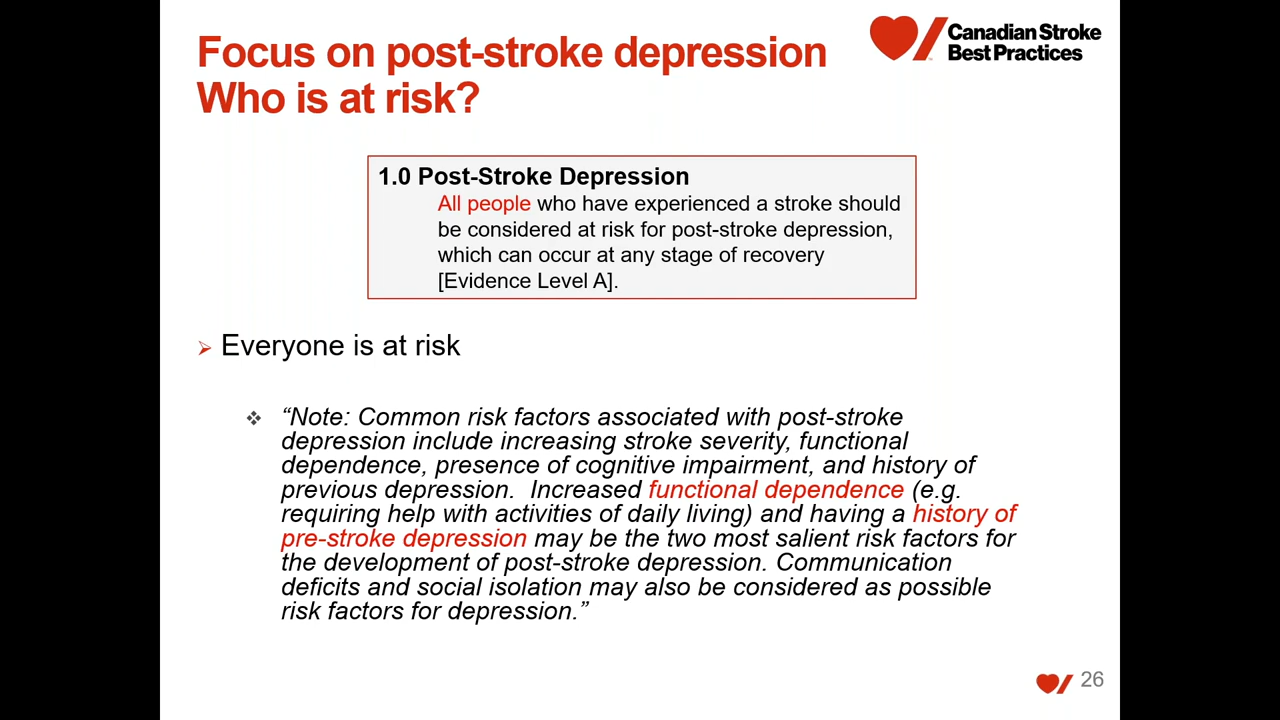 Focus on post-stroke depression
Who is at risk?
Canadian Stroke
Best Practices
1.0 Post-Stroke Depression
All people who have experienced a stroke should
be considered at risk for post-stroke depression,
which can occur at any stage of recovery
[Evidence Level A].
Everyone is at risk
“Note: Common risk factors associated with post-stroke
depression include increasing stroke severity, functional
dependence, presence of cognitive impairment, and history of
previous depression.  Increased functional dependence (e.g.
requiring help with activities of daily living) and having a history of
pre-stroke depression may be the two most salient risk factors for
the development of post-stroke depression. Communication
deficits and social isolation may also be considered as possible
risk factors for depression.”
26